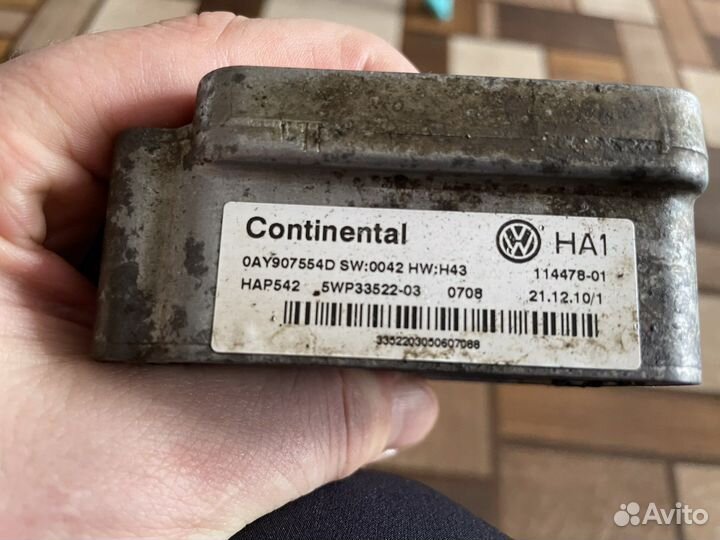 Continental
VW HA1
0AY907554D SW:0042 HW:H43 114478-01
HAP542 5WP33522-03 0708 21.12.10/1
3352203050607088
Avito